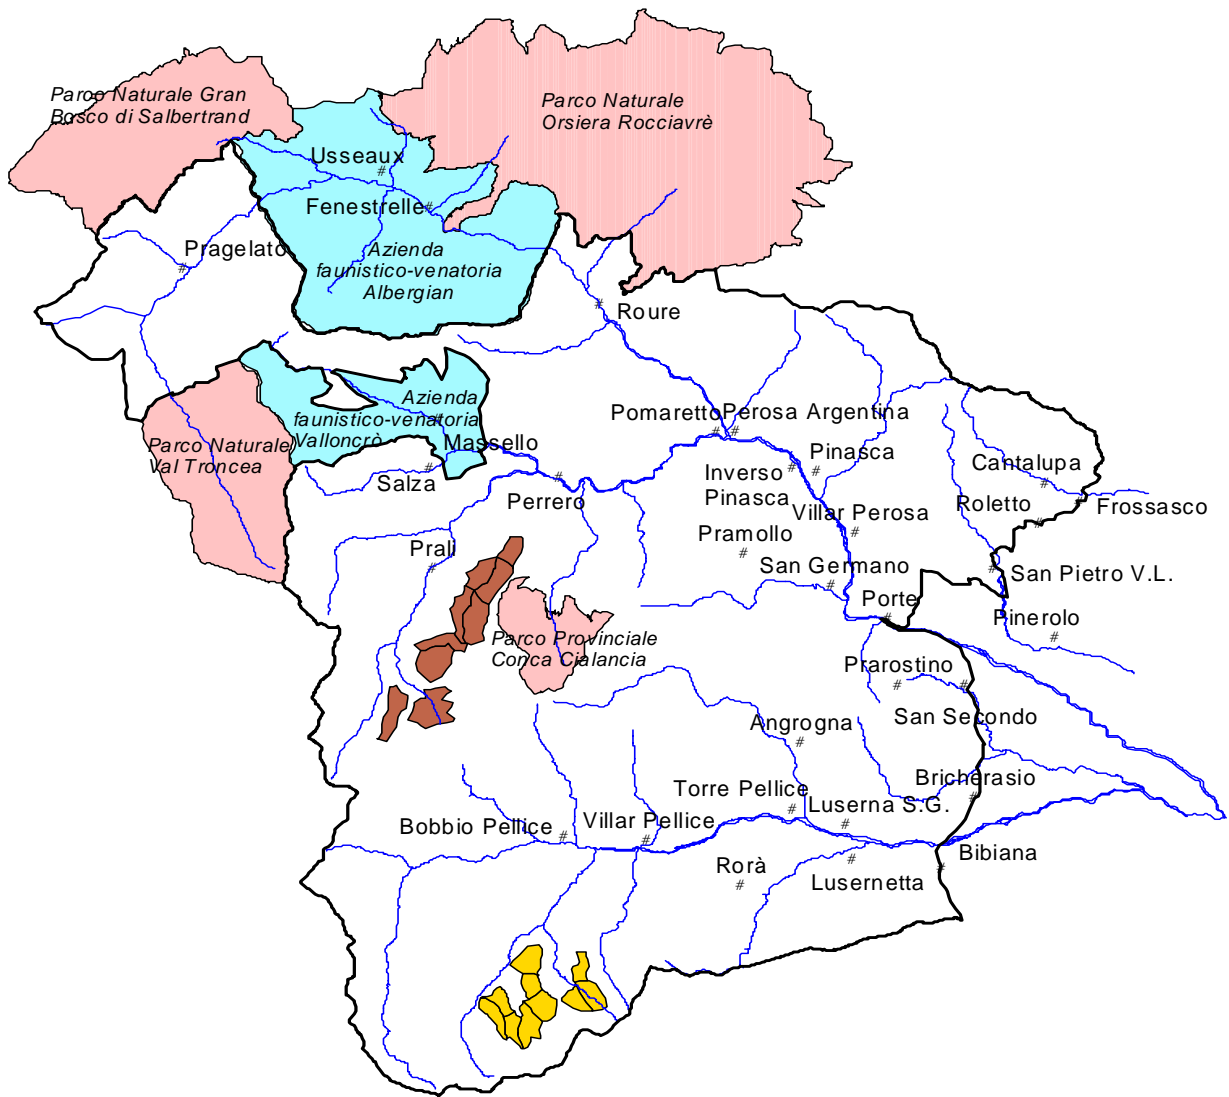 Parco Naturale Gran
Bosco di Salbertrand
Parco Naturale
Orsiera Rocciavrè
Usseaux
Fenestrelle
Pragelato
Azienda
faunistico-venatoria
Albergian
Roure
Azienda
faunistico-venatoria
Valloncrò
Parco Naturale
Val Troncea
Massello
Salza
Perrero
Pomaretto
Perosa Argentina
Pinasca
Inverso
Pinasca
Cantalupa
Roletto
Frossasco
Villar Perosa
Pramollo
Prali
San Germano
San Pietro V.L.
Porte
Pinerolo
Parco Provinciale
Conca Cialancia
Prarostino
San Secondo
Angrogna
Bricherasio
Torre Pellice
Luserna S.G.
Bobbio Pellice
Villar Pellice
Bibiana
Rorà
Lusernetta